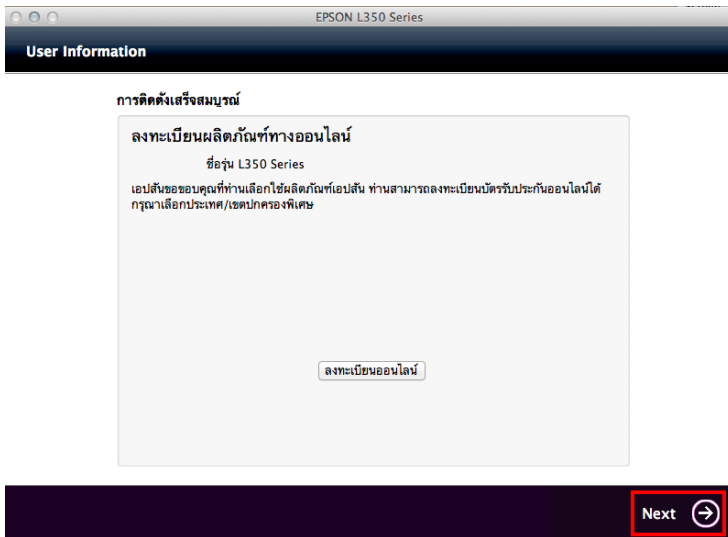 EPSON L350 Series
User Information
การติดตั้งเสร็จสมบูรณ์
ลงทะเบียนผลิตภัณฑ์ทางออนไลน์
ชื่อรุ่น L350 Series
เอปสันขอขอบคุณที่ท่านเลือกใช้ผลิตภัณฑ์เอปสัน ท่านสามารถลงทะเบียนบัตรรับประกันออนไลน์ได้
กรุณาเลือกประเทศ/เขตปกครองพิเศษ
ลงทะเบียนออนไลน์
Next